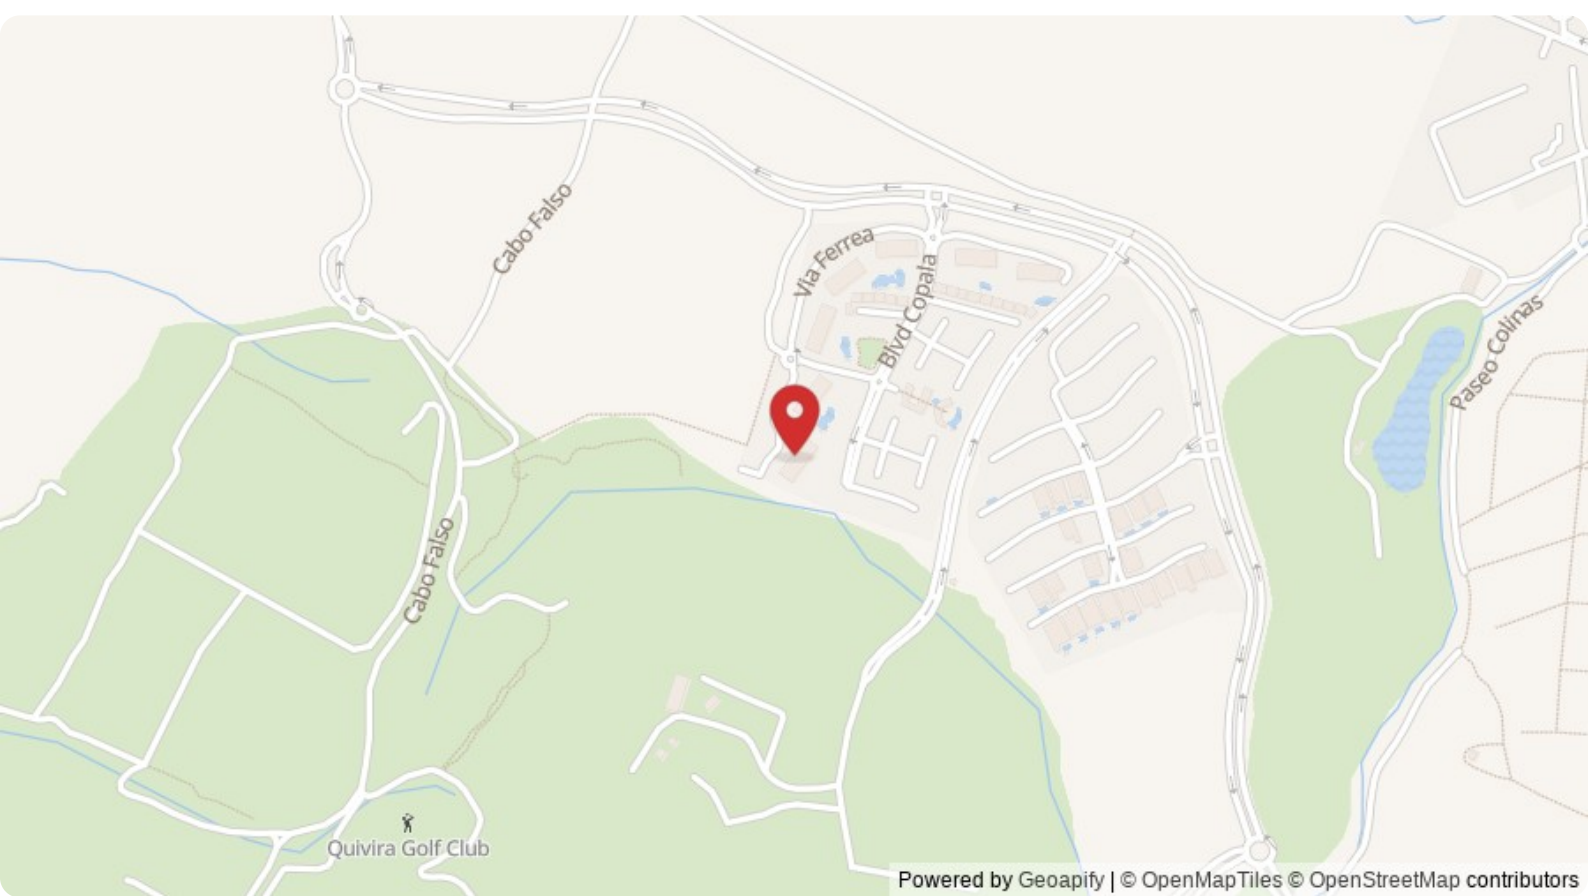 Cabo Falso
Via Ferrea
Blvd Copala
Paseo Colinas
Cabo Falso
Quivira Golf Club
Powered by Geoapify | © OpenMapTiles © OpenStreetMap contributors